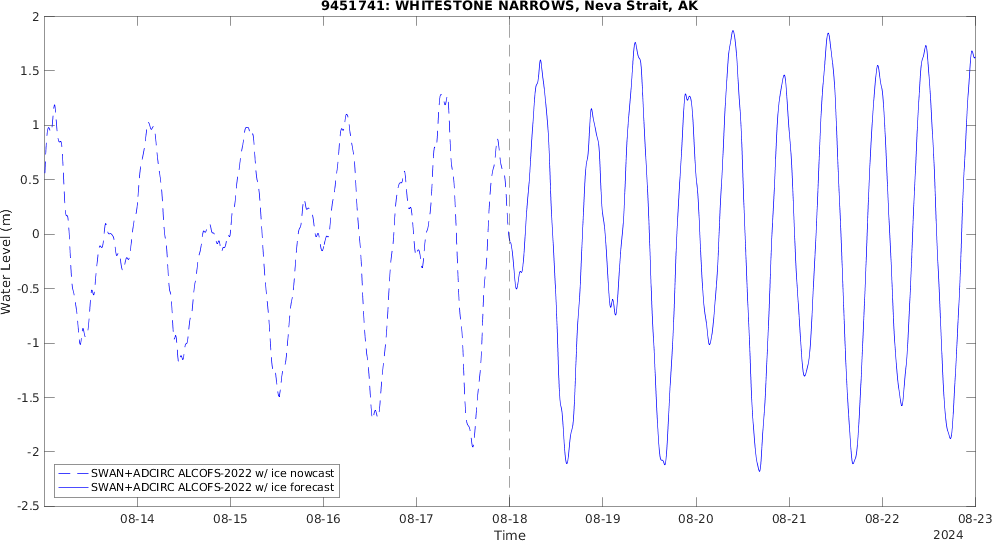 9451741: WHITESTONE NARROWS, Neva Strait, AK
2
1.5
1
0.5
0
-0.5
-1
-1.5
-2
-2.5
Water Level (m)
SWAN+ADCIRC ALCOFS-2022 w/ ice nowcast
SWAN+ADCIRC ALCOFS-2022 w/ ice forecast
08-14 08-15 08-16 08-17 08-18 08-19 08-20 08-21 08-22 08-23
Time
2024